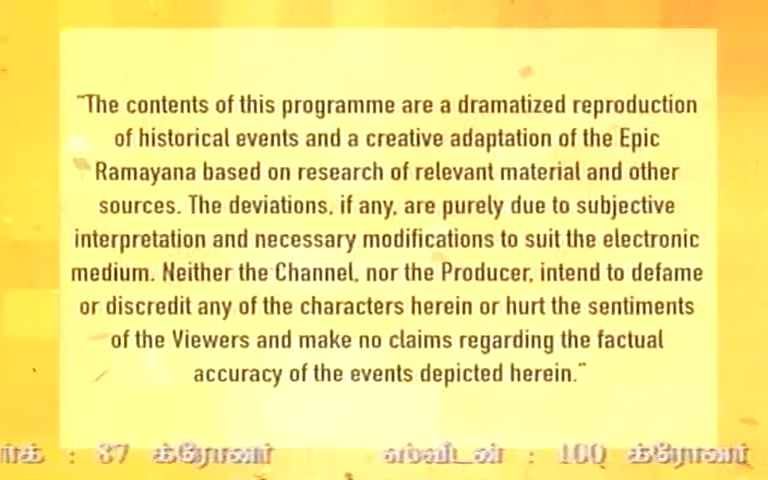 "The contents of this programme are a dramatized reproduction
of historical events and a creative adaptation of the Epic
Ramayana based on research of relevant material and other
sources. The deviations, if any, are purely due to subjective
interpretation and necessary modifications to suit the electronic
medium. Neither the Channel, nor the Producer, intend to defame
or discredit any of the characters herein or hurt the sentiments
of the Viewers and make no claims regarding the factual
accuracy of the events depicted herein."
: 87 க்ரோனர் ஸ்வீடன் : 100 க்ரோனர்